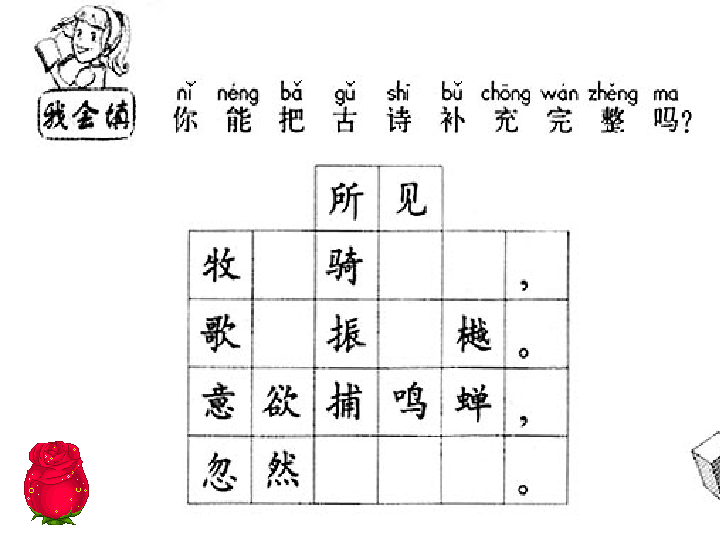 我会填
nǐ néng bǎ gǔ shī bǔ chōng wán zhěng ma
你能把古诗补充完整吗?
所见
牧 骑 ,
歌 振 樾 。
意欲捕鸣蝉,
忽然 。